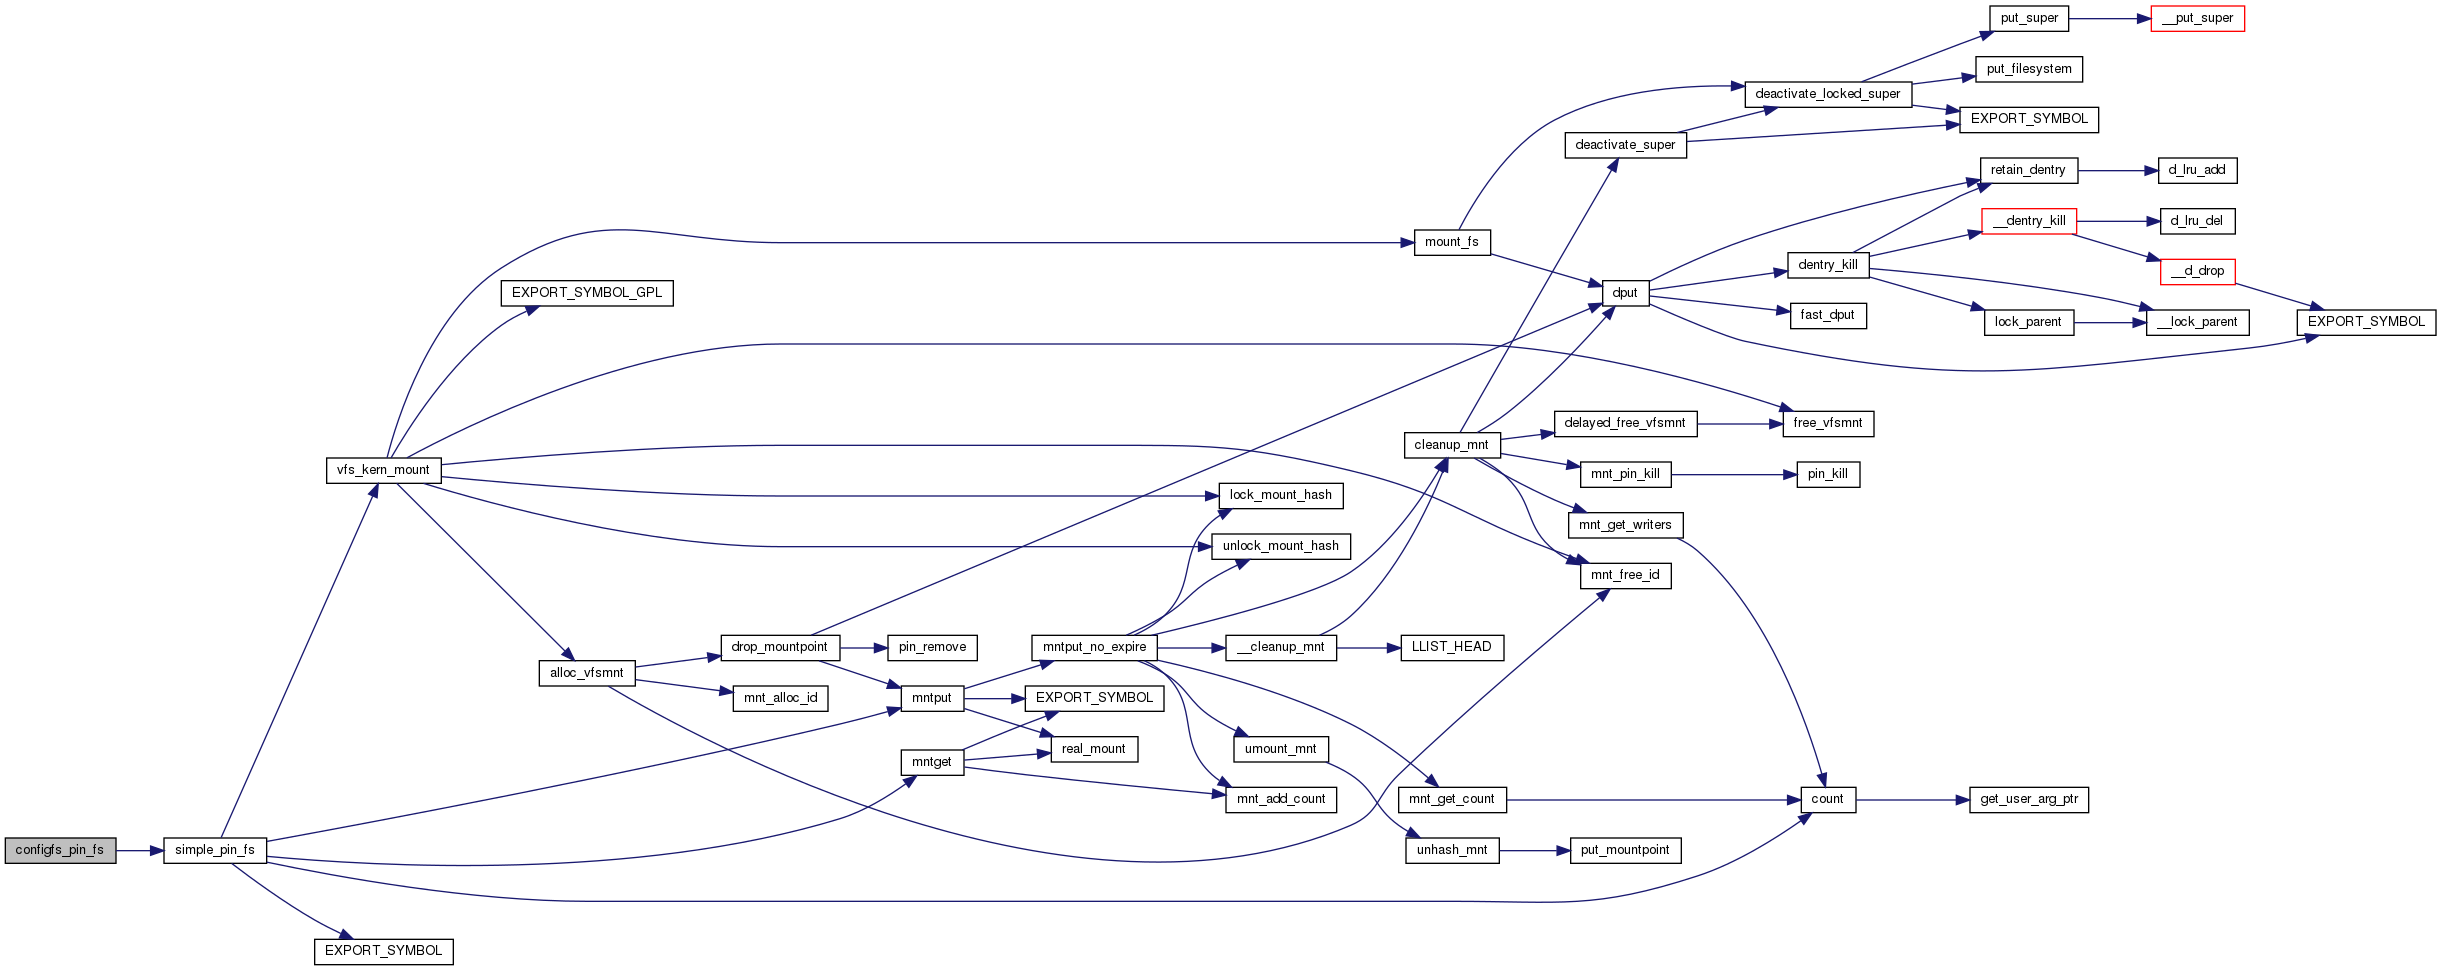 configfs_pin_fs
simple_pin_fs
vfs_kern_mount
EXPORT_SYMBOL
EXPORT_SYMBOL_GPL
alloc_vfsmnt
drop_mountpoint
mnt_alloc_id
pin_remove
mntput
mntget
mntput_no_expire
EXPORT_SYMBOL
real_mount
lock_mount_hash
unlock_mount_hash
__cleanup_mnt
umount_mnt
mnt_add_count
mount_fs
cleanup_mnt
LLIST_HEAD
mnt_get_count
unhash_mnt
deactivate_super
dput
delayed_free_vfsmnt
mnt_pin_kill
mnt_get_writers
mnt_free_id
put_mountpoint
deactivate_locked_super
dentry_kill
fast_dput
free_vfsmnt
pin_kill
count
put_super
put_filesystem
EXPORT_SYMBOL
retain_dentry
__dentry_kill
lock_parent
get_user_arg_ptr
__put_super
d_lru_add
d_lru_del
__d_drop
__lock_parent
EXPORT_SYMBOL